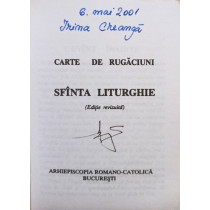 6. mai 2001
Irina Cheangă
CARTE DE RUGĂCIUNI
SFÎNTA LITURGHIE
(Ediţie revizuită)
ARHIEPISCOPIA ROMANO-CATOLICĂ
BUCUREŞTI